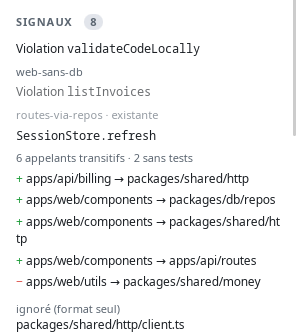 SIGNAUX 8
Violation validateCodeLocally
web-sans-db
Violation listInvoices
routes-via-repos · existante
SessionStore.refresh
6 appelants transitifs · 2 sans tests
+ apps/api/billing → packages/shared/http
+ apps/web/components → packages/db/repos
+ apps/web/components → packages/shared/ht
tp
+ apps/web/components → apps/api/routes
− apps/web/utils → packages/shared/money
ignoré (format seul)
packages/shared/http/client.ts